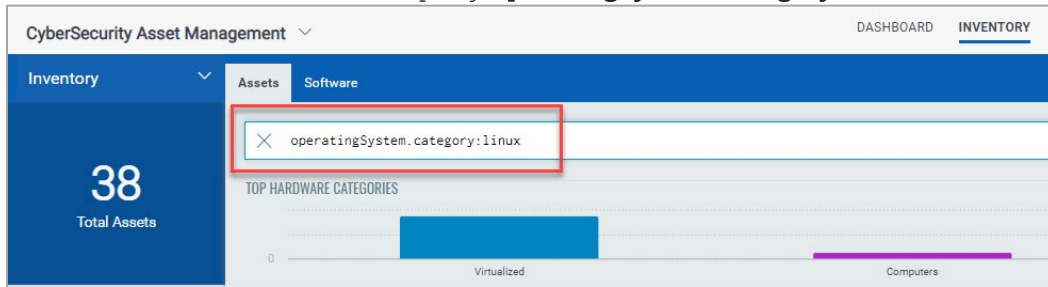 CyberSecurity Asset Management
DASHBOARD INVENTORY
Inventory
Assets Software
operatingSystem.category:linux
38
Total Assets
TOP HARDWARE CATEGORIES
0
Virtualized Computers